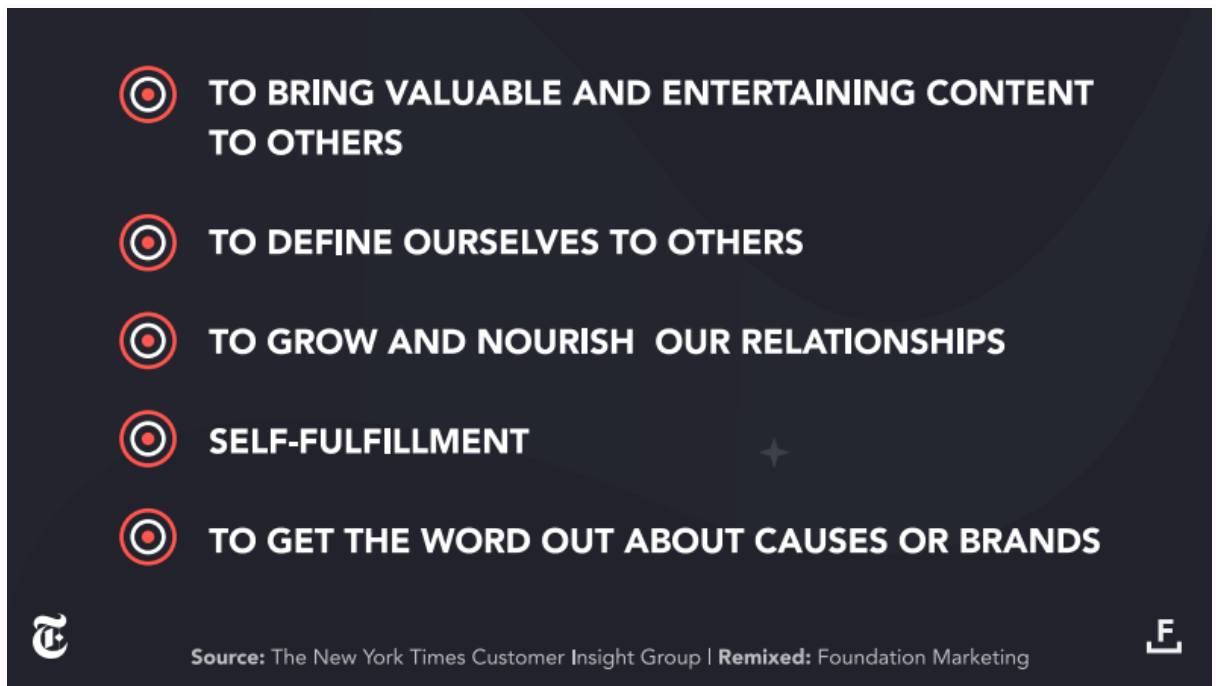 TO BRING VALUABLE AND ENTERTAINING CONTENT
TO OTHERS
TO DEFINE OURSELVES TO OTHERS
TO GROW AND NOURISH  OUR RELATIONSHIPS
SELF-FULFILLMENT
TO GET THE WORD OUT ABOUT CAUSES OR BRANDS
T
F
Source: The New York Times Customer Insight Group | Remixed: Foundation Marketing